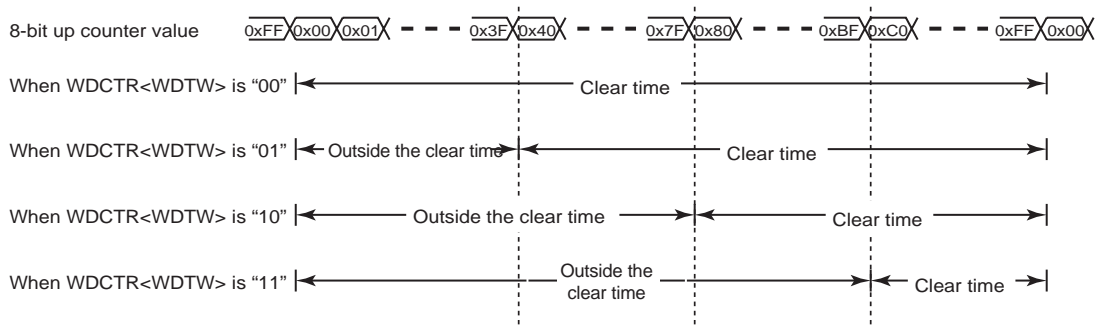 8-bit up counter value 0xFF 0x00 0x01 0x3F 0x40 0x7F 0x80 0xBF 0xC0 0xFF 0x00
When WDCTR<WDTW> is “00” Clear time
When WDCTR<WDTW> is “01” Outside the clear time Clear time
When WDCTR<WDTW> is “10” Outside the clear time Clear time
When WDCTR<WDTW> is “11” Outside the clear time Clear time